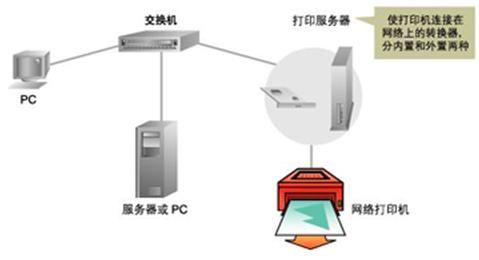 交换机
打印服务器
使打印机连接在
网络上的转换器,
分内置和外置两种
PC
服务器或 PC
网络打印机